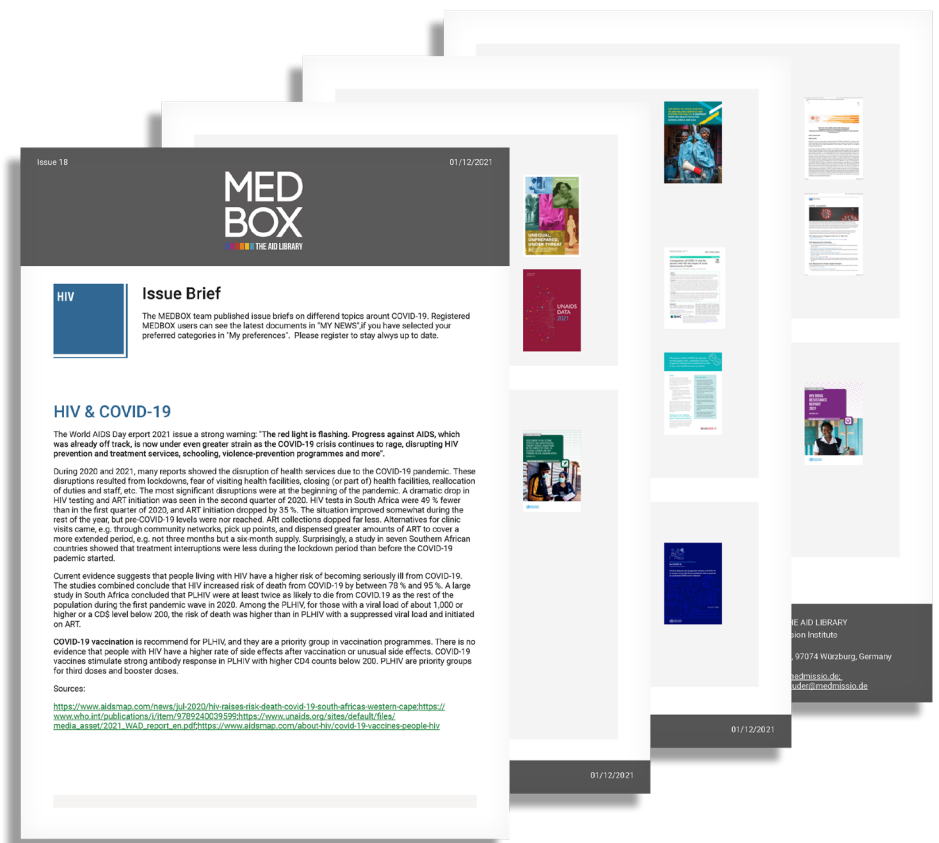 Issue 18
01/12/2021
MED
BOX
THE AID LIBRARY
HIV
Issue Brief
The MEDBOX team published issue briefs on differend topics arount COVID-19. Registered
MEDBOX users can see the latest documents in "MY NEWS",if you have selected your
preferred categories in "My preferences". Please register to stay alwys up to date.
HIV & COVID-19
The World AIDS Day erport 2021 issue a strong warning: "The red light is flashing. Progress against AIDS, which
was already off track, is now under even greater strain as the COVID-19 crisis continues to rage, disrupting HIV
prevention and treatment services, schooling, violence-prevention programmes and more".
During 2020 and 2021, many reports showed the disruption of health services due to the COVID-19 pandemic. These
disruptions resulted from lockdowns, fear of visiting health facilities, closing (or part of) health facilities, reallocation
of duties and staff, etc. The most significant disruptions were at the beginning of the pandemic. A dramatic drop in
HIV testing and ART initiation was seen in the second quarter of 2020. HIV tests in South Africa were 49 % fewer
than in the first quarter of 2020, and ART initiation dropped by 35 %. The situation improved somewhat during the
rest of the year, but pre-COVID-19 levels were nor reached. ARt collections dopped far less. Alternatives for clinic
visits came, e.g. through community networks, pick up points, and dispensed greater amounts of ART to cover a
more extended period, e.g. not three months but a six-month supply. Surprisingly, a study in seven Southern African
countries showed that treatment interruptions were less during the lockdown period than before the COVID-19
pademic started.
Current evidence suggests that people living with HIV have a higher risk of becoming seriously ill from COVID-19.
The studies combined conclude that HIV increased risk of death from COVID-19 by between 78 % and 95 %. A large
study in South Africa concluded that PLHIV were at least twice as likely to die from COVID-19 as the rest of the
population during the first pandemic wave in 2020. Among the PLHIV, for those with a viral load of about 1,000 or
higher or a CD$ level below 200, the risk of death was higher than in PLHIV with a suppressed viral load and initiated
on ART.
COVID-19 vaccination is recommend for PLHIV, and they are a priority group in vaccination programmes. There is no
evidence that people with HIV have a higher rate of side effects after vaccination or unusual side effects. COVID-19
vaccines stimulate strong antibody response in PLHIV with higher CD4 counts below 200. PLHIV are priority groups
for third doses and booster doses.
Sources:
https://www.aidsmap.com/news/jul-2020/hiv-raises-risk-death-covid-19-south-africas-western-cape;https://
www.who.int/publications/i/item/9789240039599;https://www.unaids.org/sites/default/files/
media_asset/2021_WAD_report_en.pdf;https://www.aidsmap.com/about-hiv/covid-19-vaccines-people-hiv
UNEQUAL,
UNPREPARED,
UNDER THREAT
UNAIDS
DATA
2021
01/12/2021
01/12/2021
HIV DRUG
RESISTANCE
REPORT
2021
HE AID LIBRARY
sion Institute
, 97074 Würzburg, Germany
medmissio.de;
uder@medmissio.de